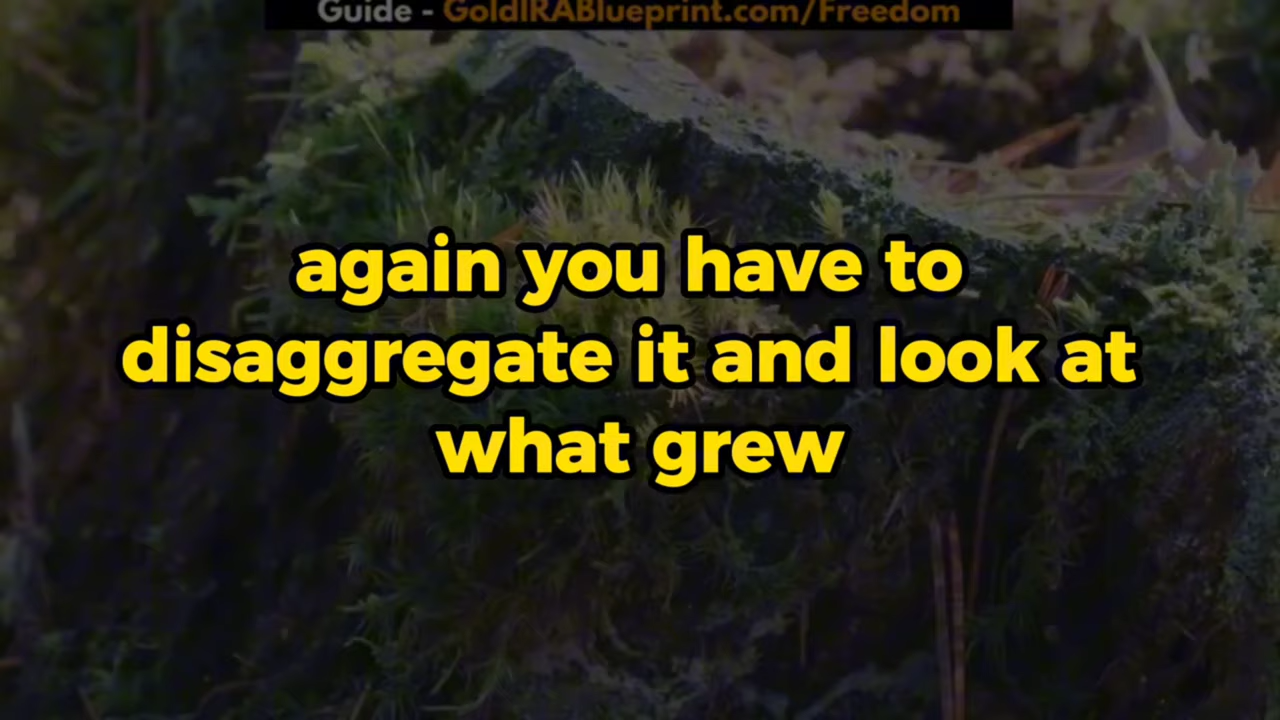 Guide - GoldIRABlueprint.com/Freedom
again you have to
disaggregate it and look at
what grew